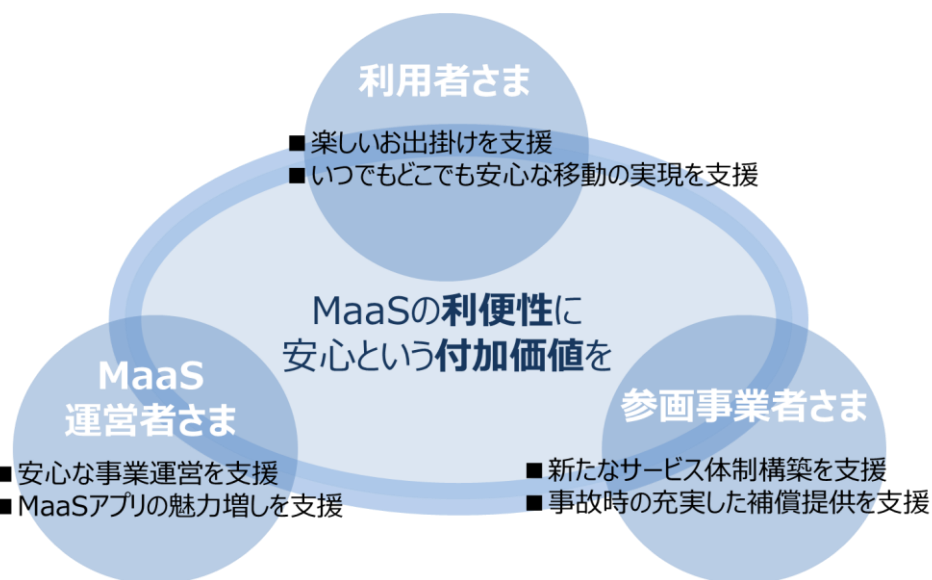 利用者さま
■楽しいお出掛けを支援
■いつでもどこでも安心な移動の実現を支援
MaaSの利便性に
安心という付加価値を
MaaS
運営者さま
■安心な事業運営を支援
■MaaSアプリの魅力増しを支援
参画事業者さま
■新たなサービス体制構築を支援
■事故時の充実した補償提供を支援